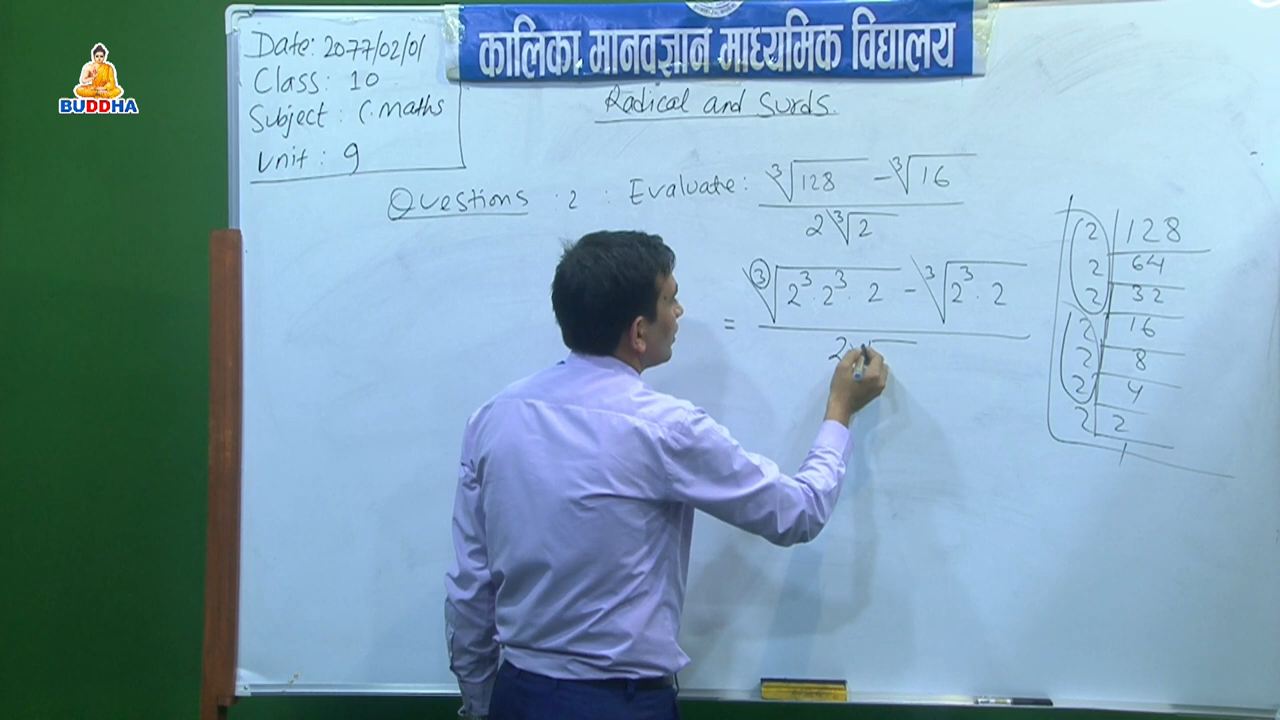 BUDDHA
कालिका मानवज्ञान माध्यमिक विद्यालय
Date: 2077/02/01
Class: 10
Subject: C. maths
Unit: 9
Radical and Surds.
Questions 2: Evaluate: ∛128 - ∛16
2∛2
= ∛2³·2³·2 - ∛2³·2
2
2 | 128
2 | 64
2 | 32
2 | 16
2 | 8
2 | 4
2 | 2
1